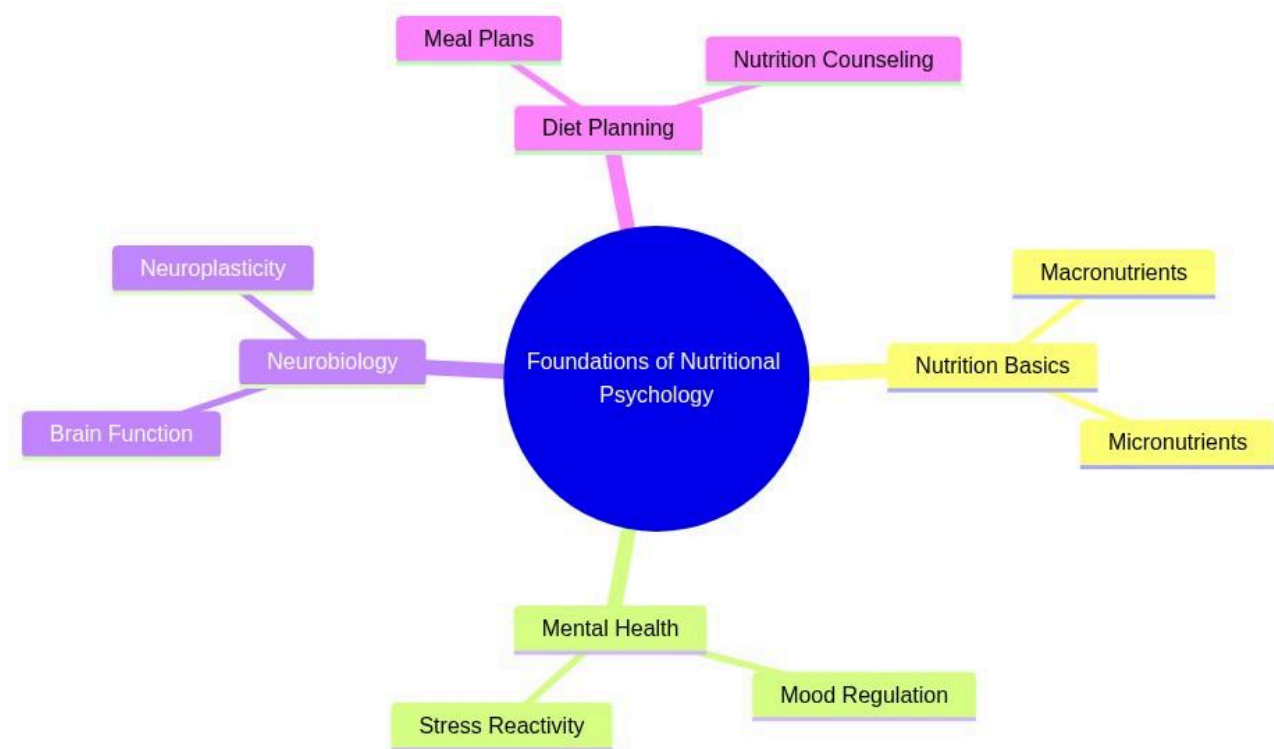 Meal Plans
Nutrition Counseling
Diet Planning
Neuroplasticity
Macronutrients
Neurobiology
Foundations of Nutritional
Psychology
Nutrition Basics
Brain Function
Micronutrients
Mental Health
Mood Regulation
Stress Reactivity